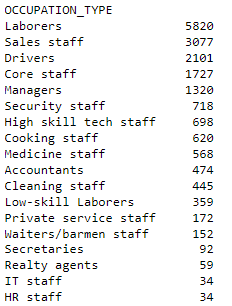 OCCUPATION_TYPE
Laborers 5820
Sales staff 3077
Drivers 2101
Core staff 1727
Managers 1320
Security staff 718
High skill tech staff 698
Cooking staff 620
Medicine staff 568
Accountants 474
Cleaning staff 445
Low-skill Laborers 359
Private service staff 172
Waiters/barmen staff 152
Secretaries 92
Realty agents 59
IT staff 34
HR staff 34